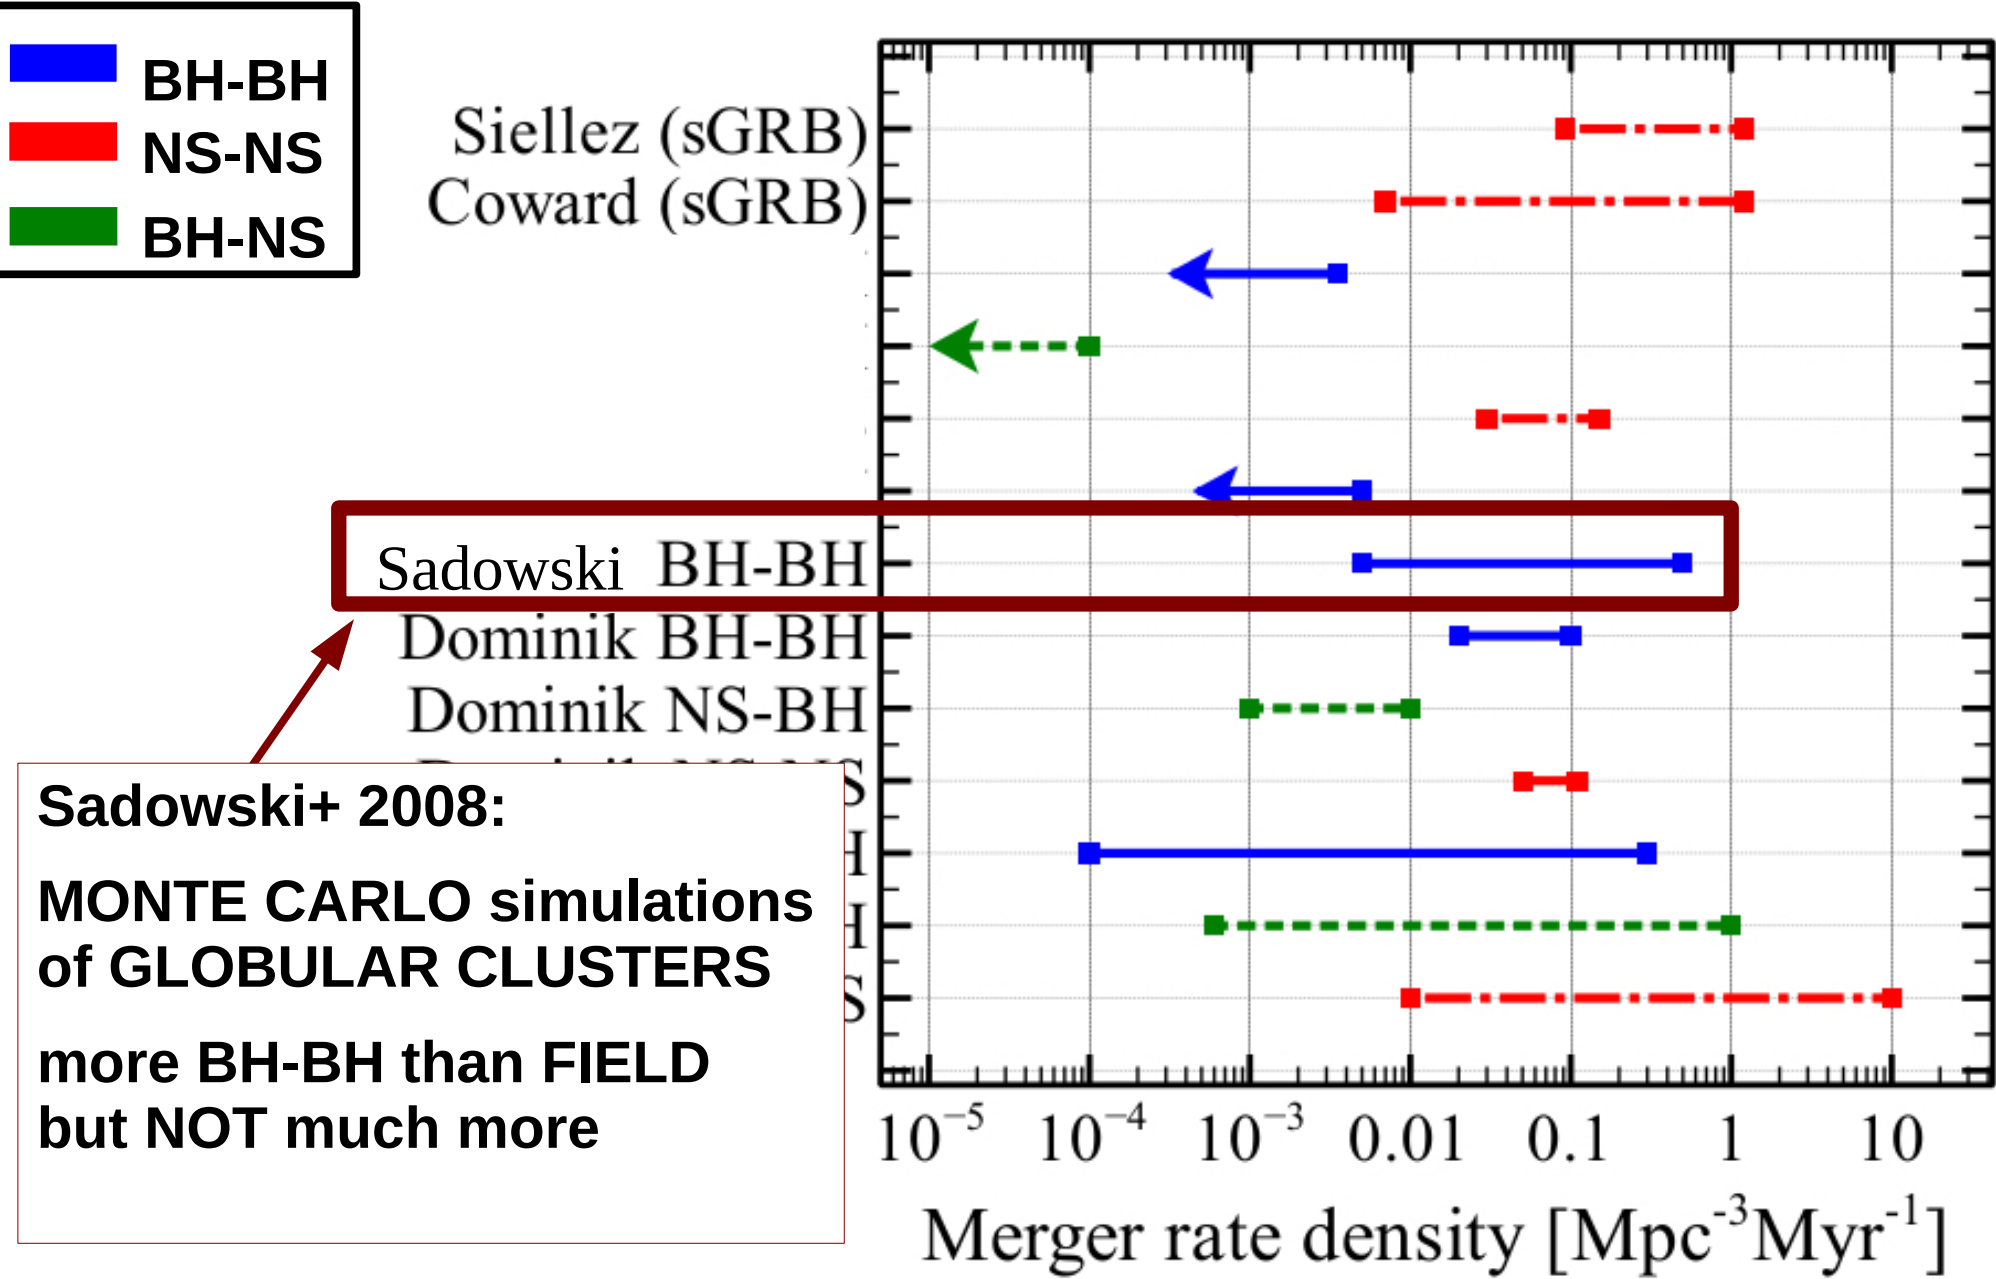 BH-BH
NS-NS
BH-NS
Siellez (sGRB)
Coward (sGRB)
Sadowski BH-BH
Dominik BH-BH
Dominik NS-BH
Sadowski+ 2008:
MONTE CARLO simulations
of GLOBULAR CLUSTERS
more BH-BH than FIELD
but NOT much more
10⁻⁵ 10⁻⁴ 10⁻³ 0.01 0.1 1 10
Merger rate density [Mpc⁻³Myr⁻¹]